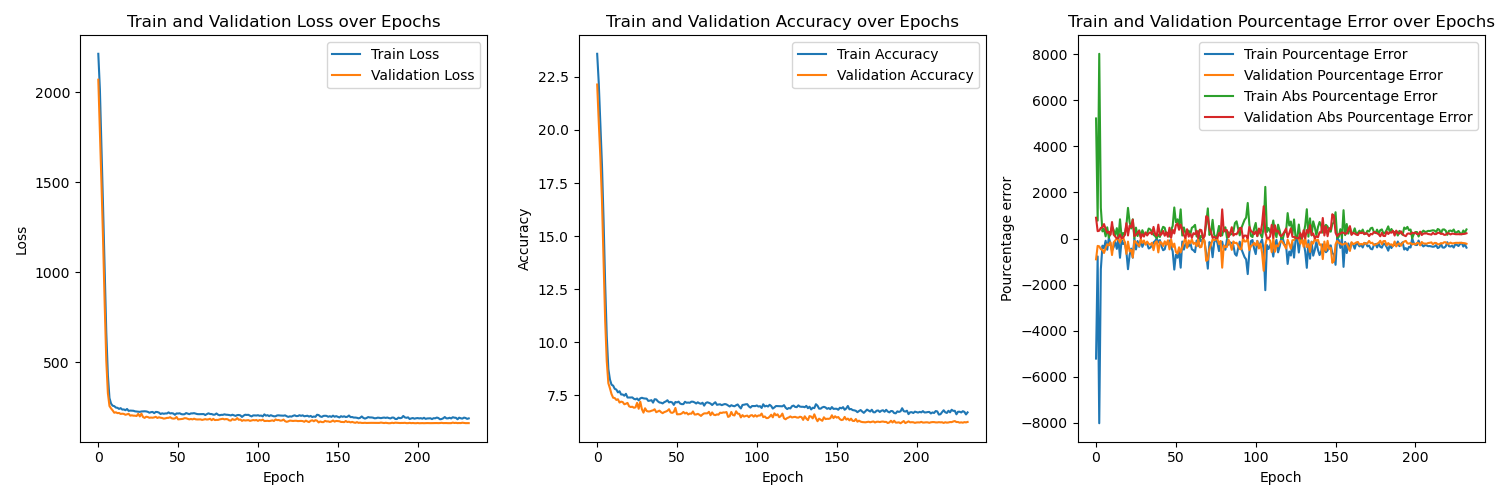 Train and Validation Loss over Epochs
Train Loss
Validation Loss
2000
1500
1000
500
Loss
0
50
100
150
200
Epoch
Train and Validation Accuracy over Epochs
Train Accuracy
Validation Accuracy
22.5
20.0
17.5
15.0
12.5
10.0
7.5
Accuracy
0
50
100
150
200
Epoch
Train and Validation Pourcentage Error over Epochs
Train Pourcentage Error
Validation Pourcentage Error
Train Abs Pourcentage Error
Validation Abs Pourcentage Error
8000
6000
4000
2000
0
−2000
−4000
−6000
−8000
Pourcentage error
0
50
100
150
200
Epoch